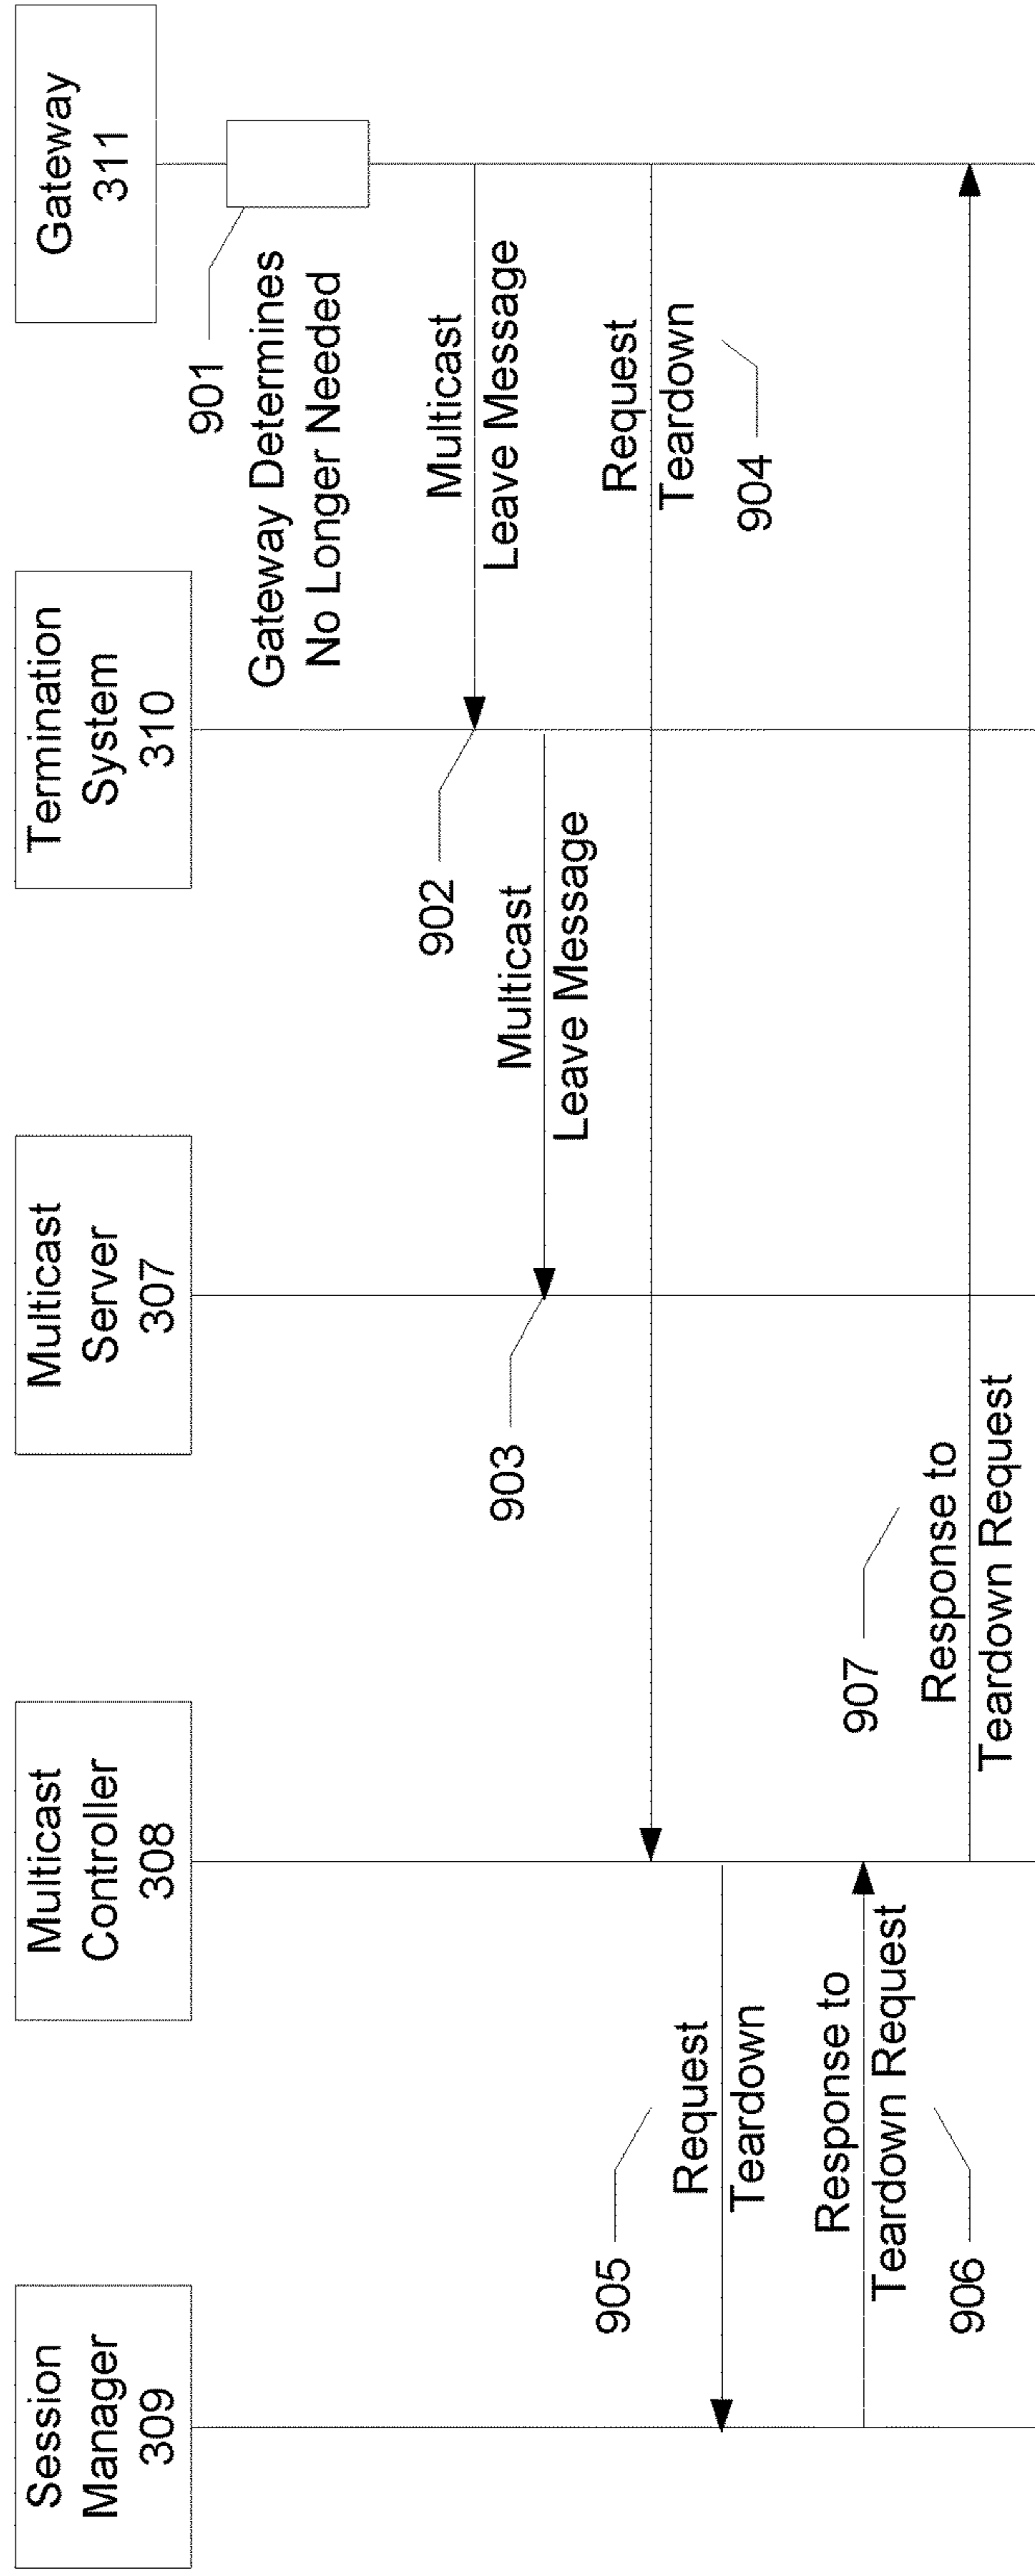 Session
Manager
309
Multicast
Controller
308
Multicast
Server
307
Termination
System
310
Gateway
311
901
Gateway Determines
No Longer Needed
902
Multicast
Leave Message
903
Multicast
Leave Message
Request
Teardown
904
905
Request
Teardown
Response to
Teardown Request
906
907
Response to
Teardown Request